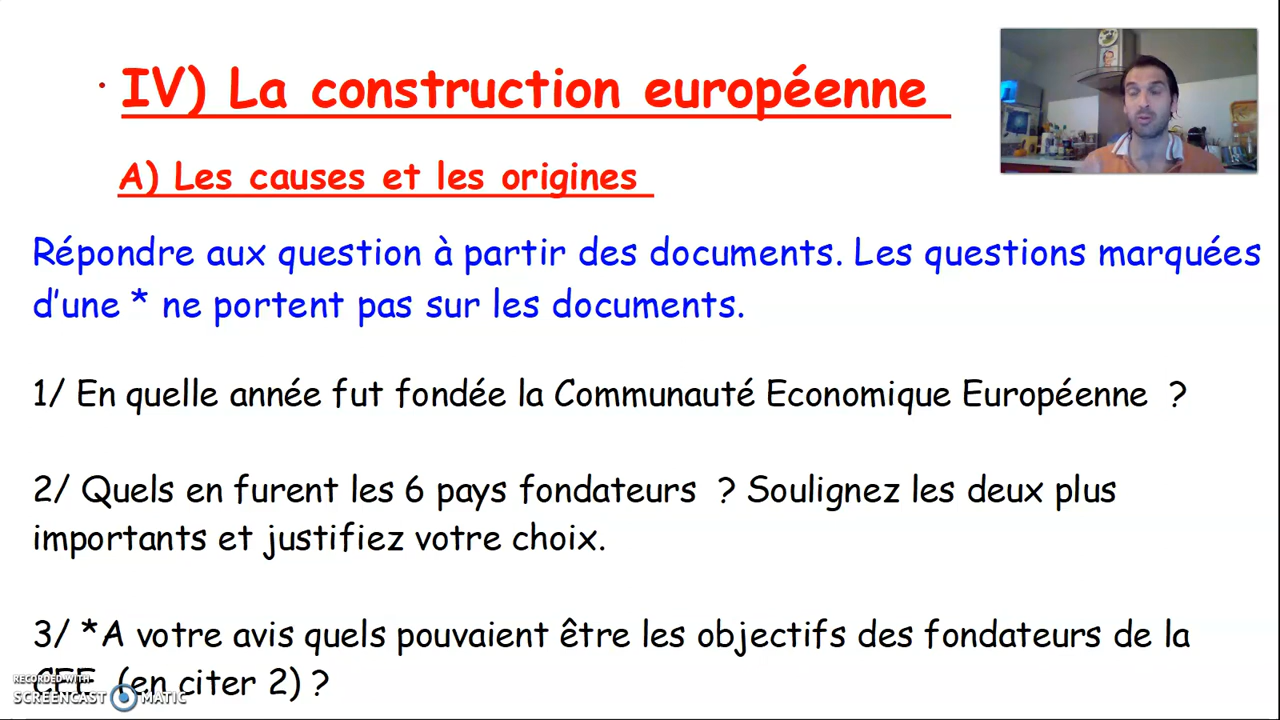 IV) La construction européenne
A) Les causes et les origines
Répondre aux question à partir des documents. Les questions marquées
d'une * ne portent pas sur les documents.
1/ En quelle année fut fondée la Communauté Economique Européenne ?
2/ Quels en furent les 6 pays fondateurs ? Soulignez les deux plus
importants et justifiez votre choix.
3/ *A votre avis quels pouvaient être les objectifs des fondateurs de la
CEE (en citer 2) ?
RECORDED WITH
SCREENCAST MATIC